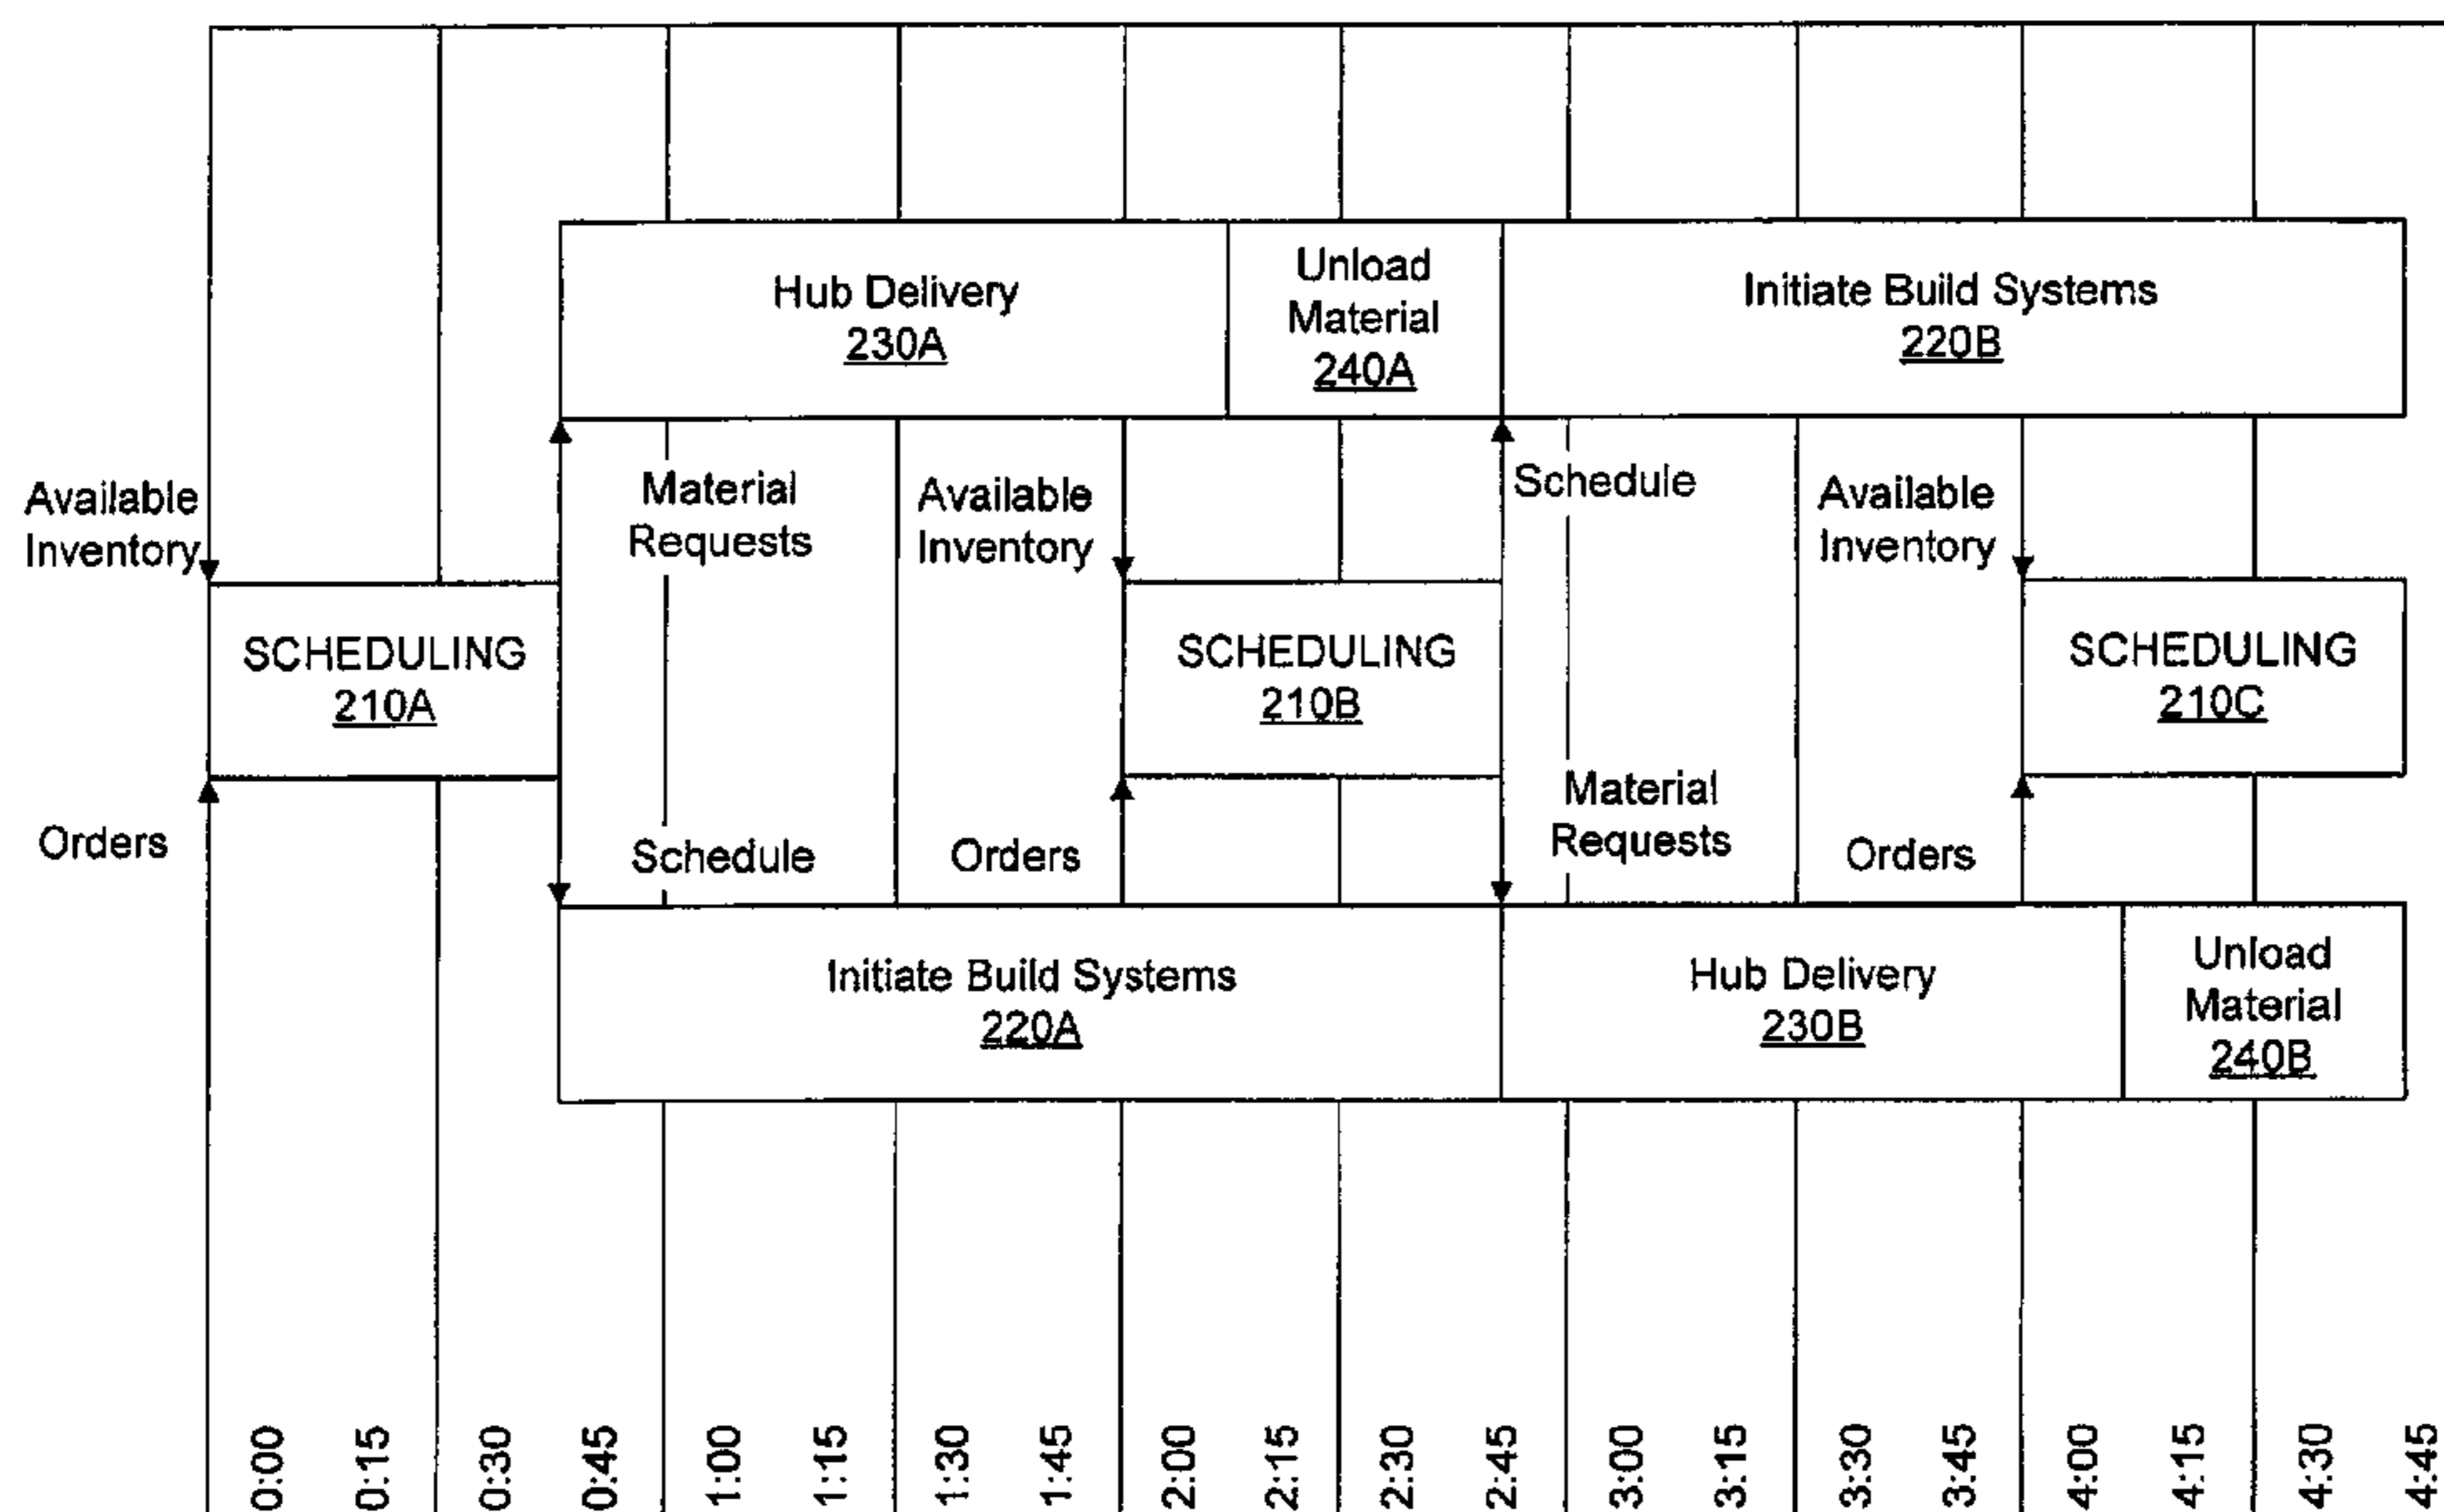 Hub Delivery
230A
Unload
Material
240A
Initiate Build Systems
220B
Available
Inventory
Material
Requests
Available
Inventory
Schedule
Available
Inventory
SCHEDULING
210A
SCHEDULING
210B
SCHEDULING
210C
Orders
Schedule
Orders
Material
Requests
Orders
Initiate Build Systems
220A
Hub Delivery
230B
Unload
Material
240B
0:00
0:15
0:30
0:45
1:00
1:15
1:30
1:45
2:00
2:15
2:30
2:45
3:00
3:15
3:30
3:45
4:00
4:15
4:30
4:45